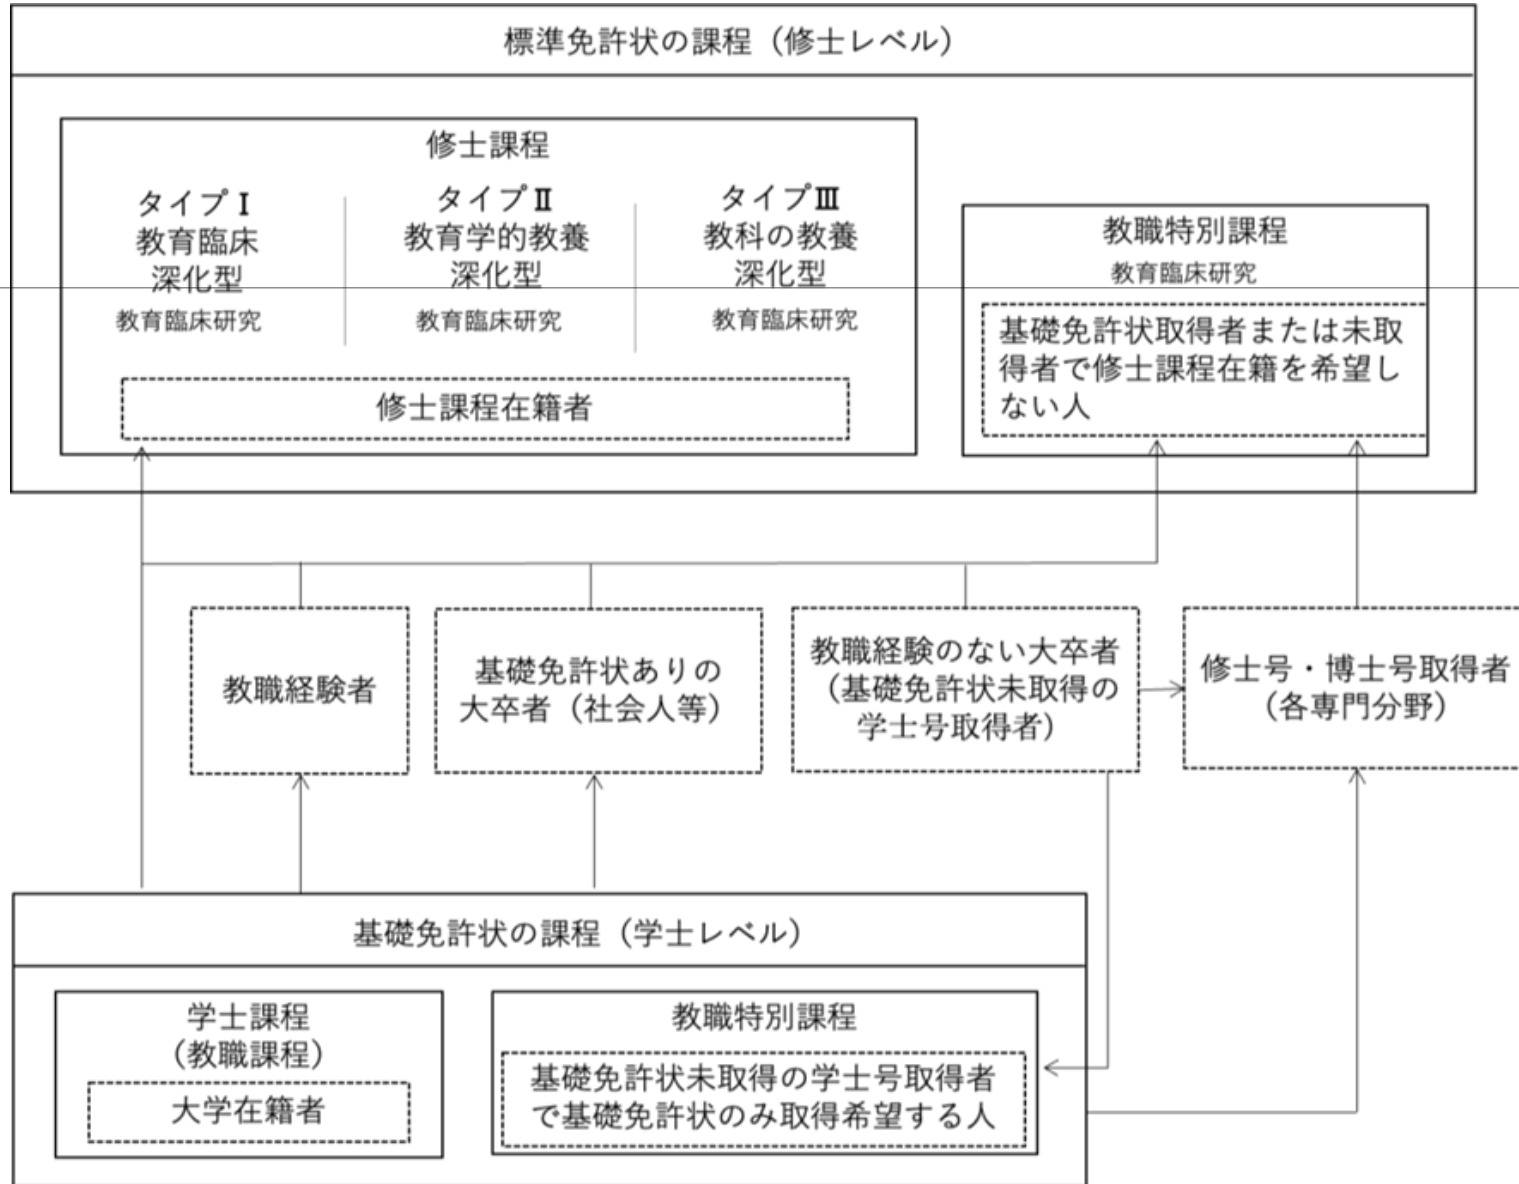 標準免許状の課程（修士レベル）
修士課程
タイプⅠ
教育臨床
深化型
教育臨床研究
タイプⅡ
教育学的教養
深化型
教育臨床研究
タイプⅢ
教科の教養
深化型
教育臨床研究
修士課程在籍者
教職特別課程
教育臨床研究
基礎免許状取得者または未取
得者で修士課程在籍を希望し
ない人
教職経験者
基礎免許状ありの
大卒者（社会人等）
教職経験のない大卒者
（基礎免許状未取得の
学士号取得者）
修士号・博士号取得者
（各専門分野）
基礎免許状の課程（学士レベル）
学士課程
（教職課程）
大学在籍者
教職特別課程
基礎免許状未取得の学士号取得者
で基礎免許状のみ取得希望する人